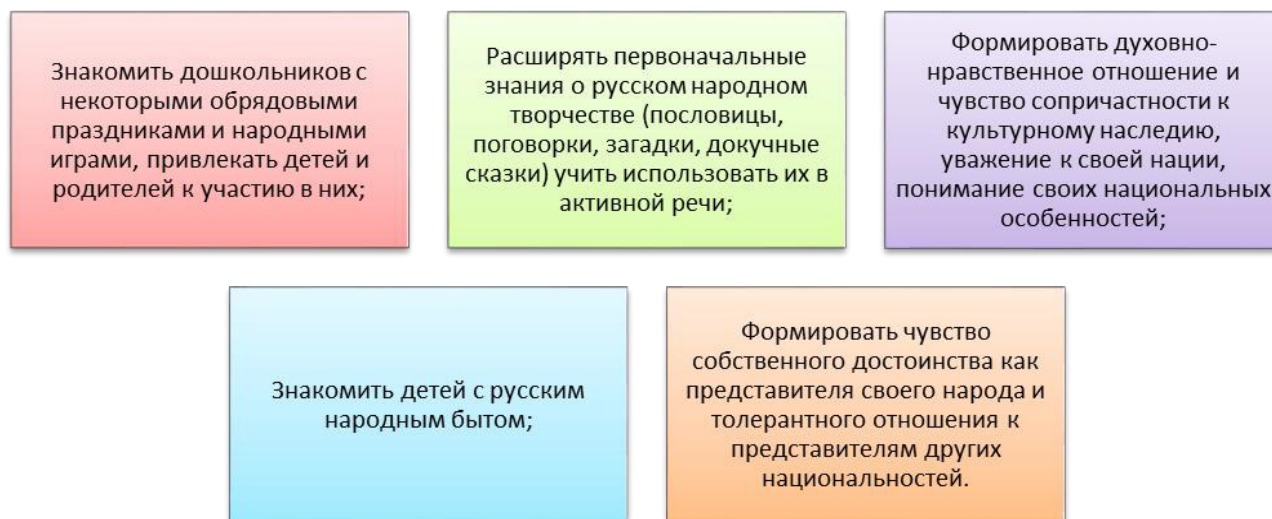 Знакомить дошкольников с
некоторыми обрядовыми
праздниками и народными
играми, привлекать детей и
родителей к участию в них;
Расширять первоначальные
знания о русском народном
творчестве (пословицы,
поговорки, загадки, докучные
сказки) учить использовать их в
активной речи;
Формировать духовно-
нравственное отношение и
чувство сопричастности к
культурному наследию,
уважение к своей нации,
понимание своих национальных
особенностей;
Знакомить детей с русским
народным бытом;
Формировать чувство
собственного достоинства как
представителя своего народа и
толерантного отношения к
представителям других
национальностей.